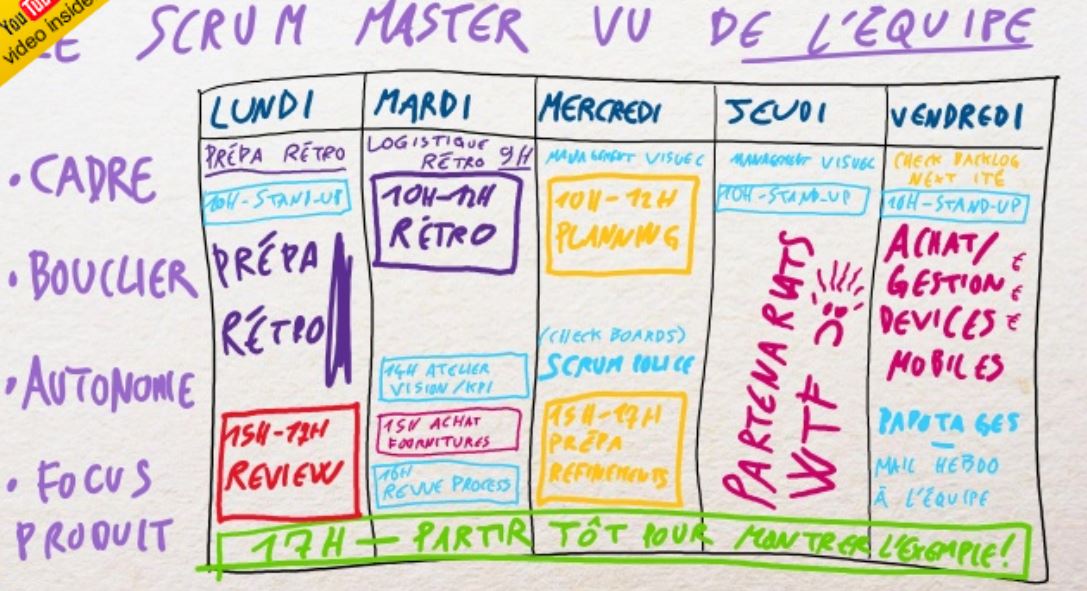 You Tube
video inside
LE SCRUM MASTER VU DE L'ÉQUIPE
• CADRE
• BOUCLIER
• AUTONOMIE
• FOCUS
PRODUIT
LUNDI
PRÉPA RÉTRO
10H-STAND-UP
PRÉPA
RÉTRO
15H-17H
REVIEW
MARDI
LOGISTIQUE
RÉTRO 9H
10H-12H
RÉTRO
14H ATELIER
VISION/KPI
15H ACHAT
FOURNITURES
16H
REVUE PROCESS
MERCREDI
MANAGEMENT VISUEL
10H-12H
PLANNING
(CHECK BOARDS)
SCRUM POLICE
15H-17H
PRÉPA
REFINEMENTS
JEUDI
MANAGEMENT VISUEL
10H-STAND-UP
PARTENARIATS
WTF
VENDREDI
CHECK BACKLOG
NEXT ITÉ
10H-STAND-UP
ACHAT/ €
GESTION €
DEVICES €
MOBILES
PAPOTAGES
MAIL HEBDO
À L'ÉQUIPE
17H — PARTIR TÔT POUR MONTRER L'EXEMPLE!